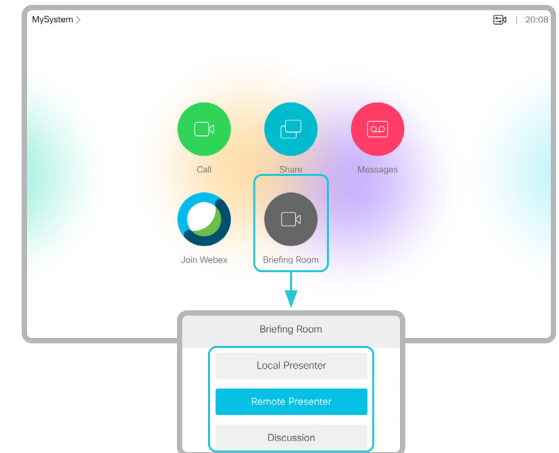 MySystem >
20:08
Call
Share
Messages
Join Webex
Briefing Room
Briefing Room
Local Presenter
Remote Presenter
Discussion